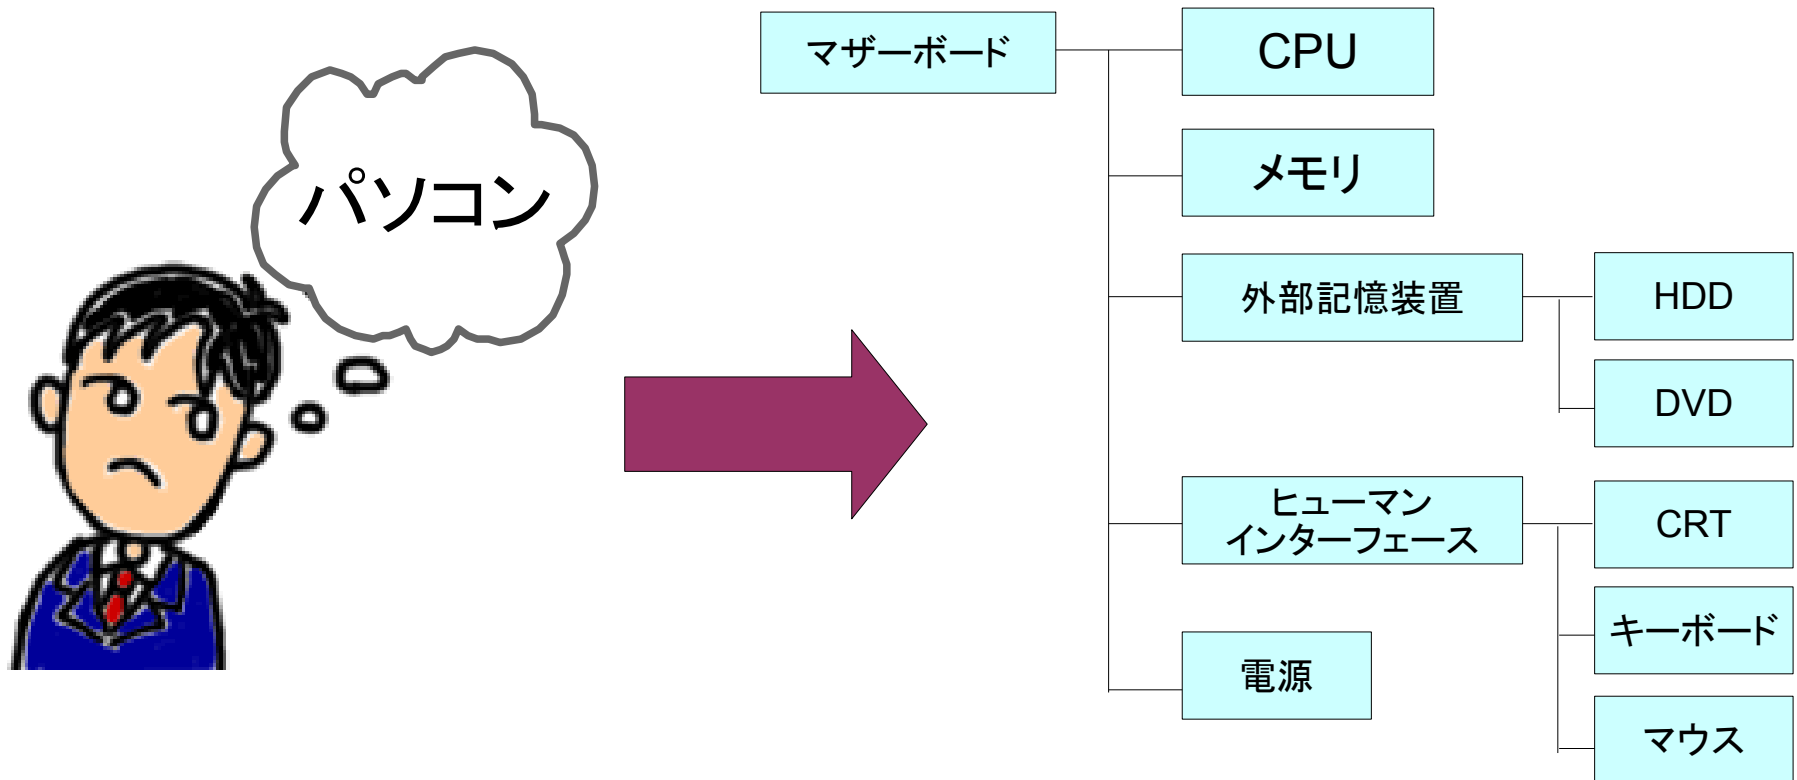 パソコン
マザーボード
CPU
メモリ
外部記憶装置
HDD
DVD
ヒューマン
インターフェース
CRT
キーボード
マウス
電源